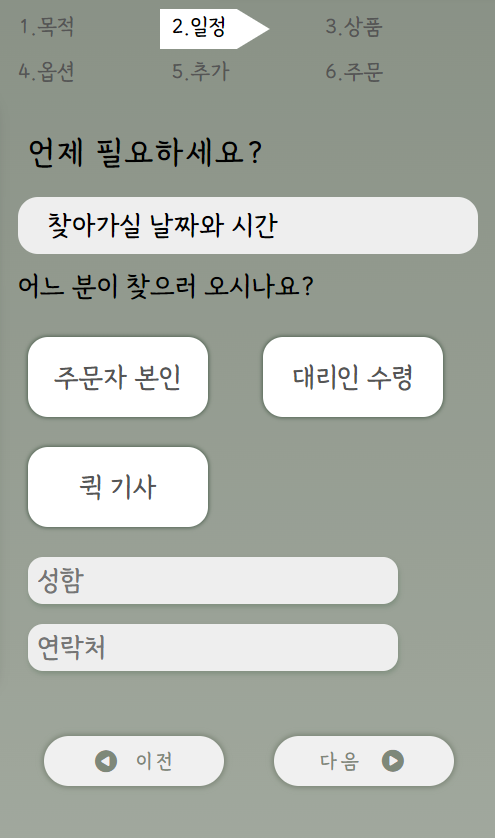 1.목적 2.일정 3.상품
4.옵션 5.추가 6.주문
언제 필요하세요?
찾아가실 날짜와 시간
어느 분이 찾으러 오시나요?
주문자 본인 대리인 수령
퀵 기사
성함
연락처
이전 다음